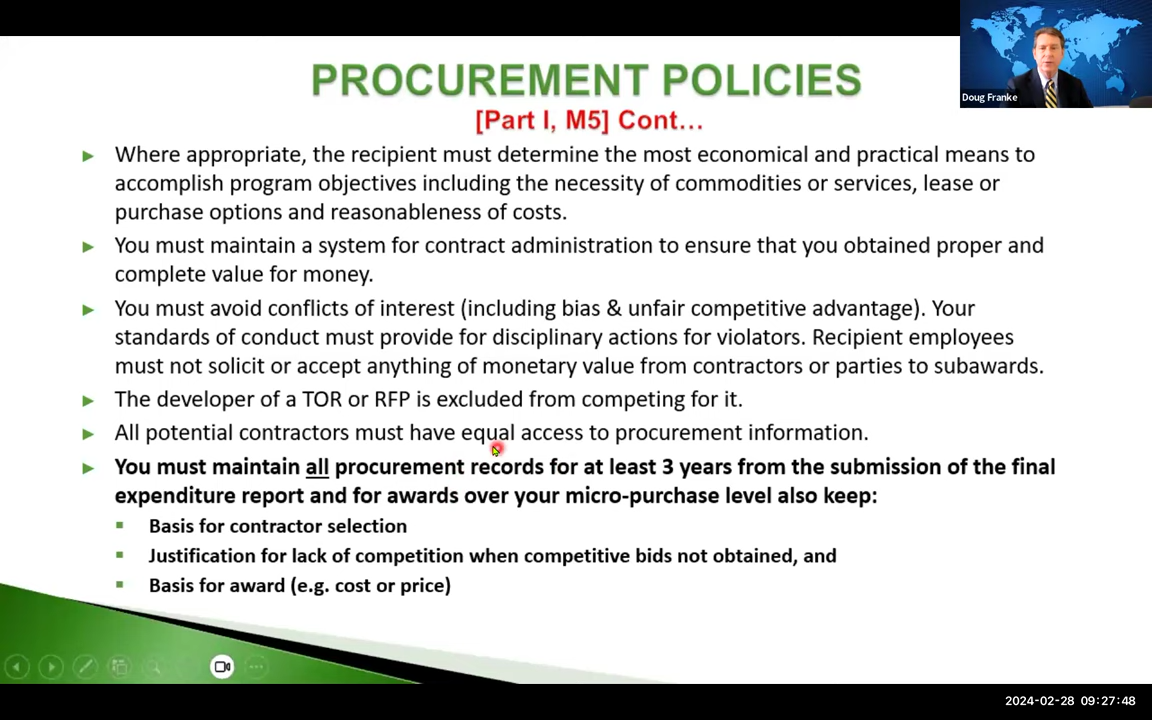 PROCUREMENT POLICIES
[Part I, M5] Cont...
Doug Franke
Where appropriate, the recipient must determine the most economical and practical means to
accomplish program objectives including the necessity of commodities or services, lease or
purchase options and reasonableness of costs.
You must maintain a system for contract administration to ensure that you obtained proper and
complete value for money.
You must avoid conflicts of interest (including bias & unfair competitive advantage). Your
standards of conduct must provide for disciplinary actions for violators. Recipient employees
must not solicit or accept anything of monetary value from contractors or parties to subawards.
The developer of a TOR or RFP is excluded from competing for it.
All potential contractors must have equal access to procurement information.
You must maintain all procurement records for at least 3 years from the submission of the final
expenditure report and for awards over your micro-purchase level also keep:
Basis for contractor selection
Justification for lack of competition when competitive bids not obtained, and
Basis for award (e.g. cost or price)
2024-02-28 09:27:48